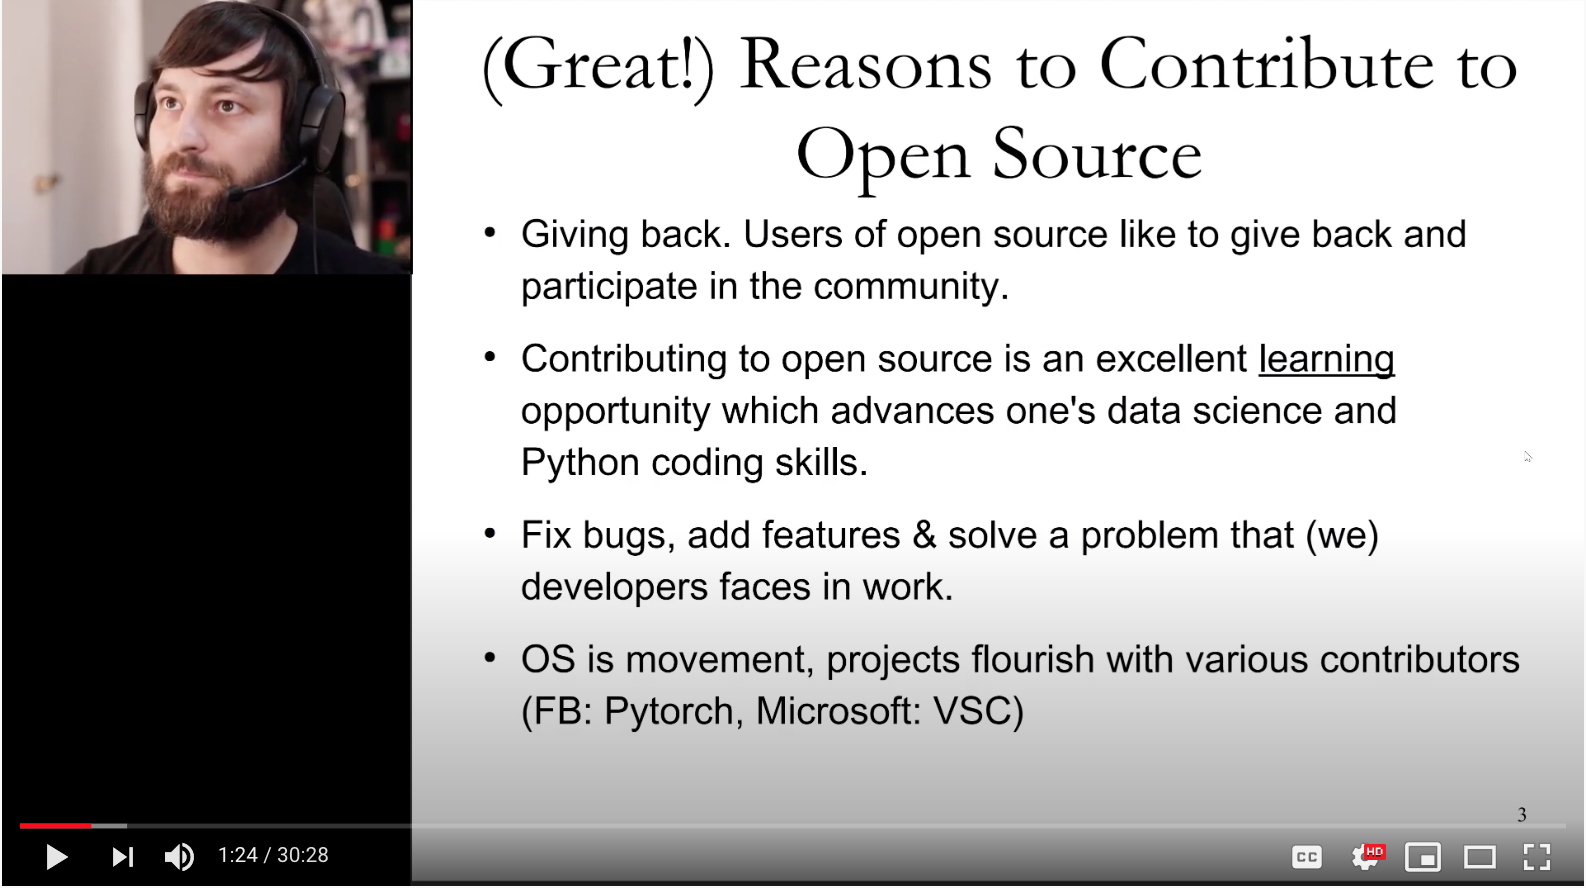 (Great!) Reasons to Contribute to
Open Source
• Giving back. Users of open source like to give back and
participate in the community.
• Contributing to open source is an excellent learning
opportunity which advances one's data science and
Python coding skills.
• Fix bugs, add features & solve a problem that (we)
developers faces in work.
• OS is movement, projects flourish with various contributors
(FB: Pytorch, Microsoft: VSC)
3
1:24 / 30:28
CC
HD